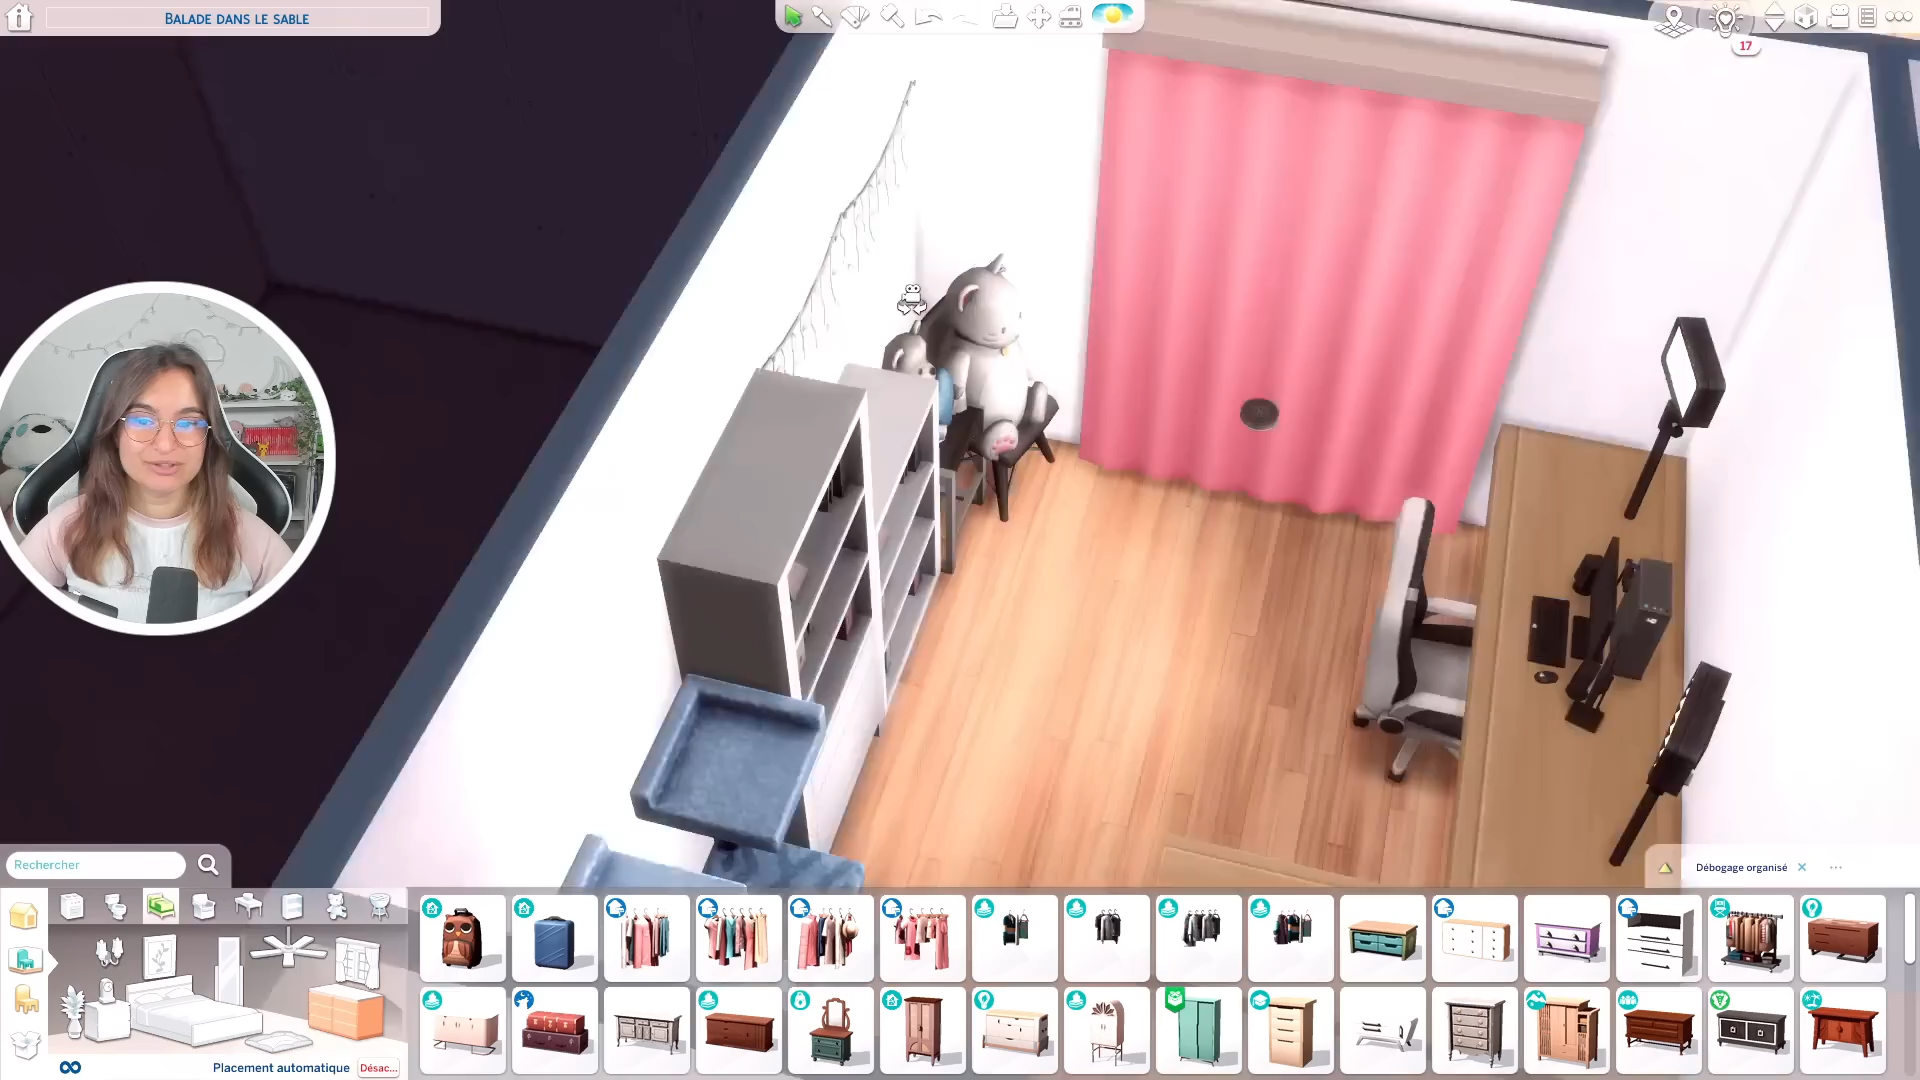 BALADE DANS LE SABLE
17
Rechercher
Débogage organisé
Placement automatique
Désac...